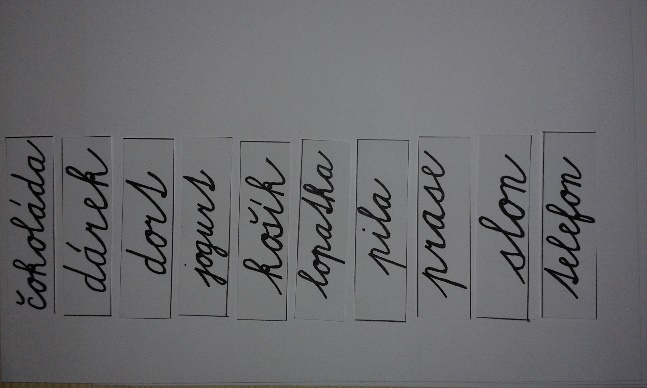 čokoláda
dárek
dort
jogurt
košík
lopatka
pila
prase
slon
telefon